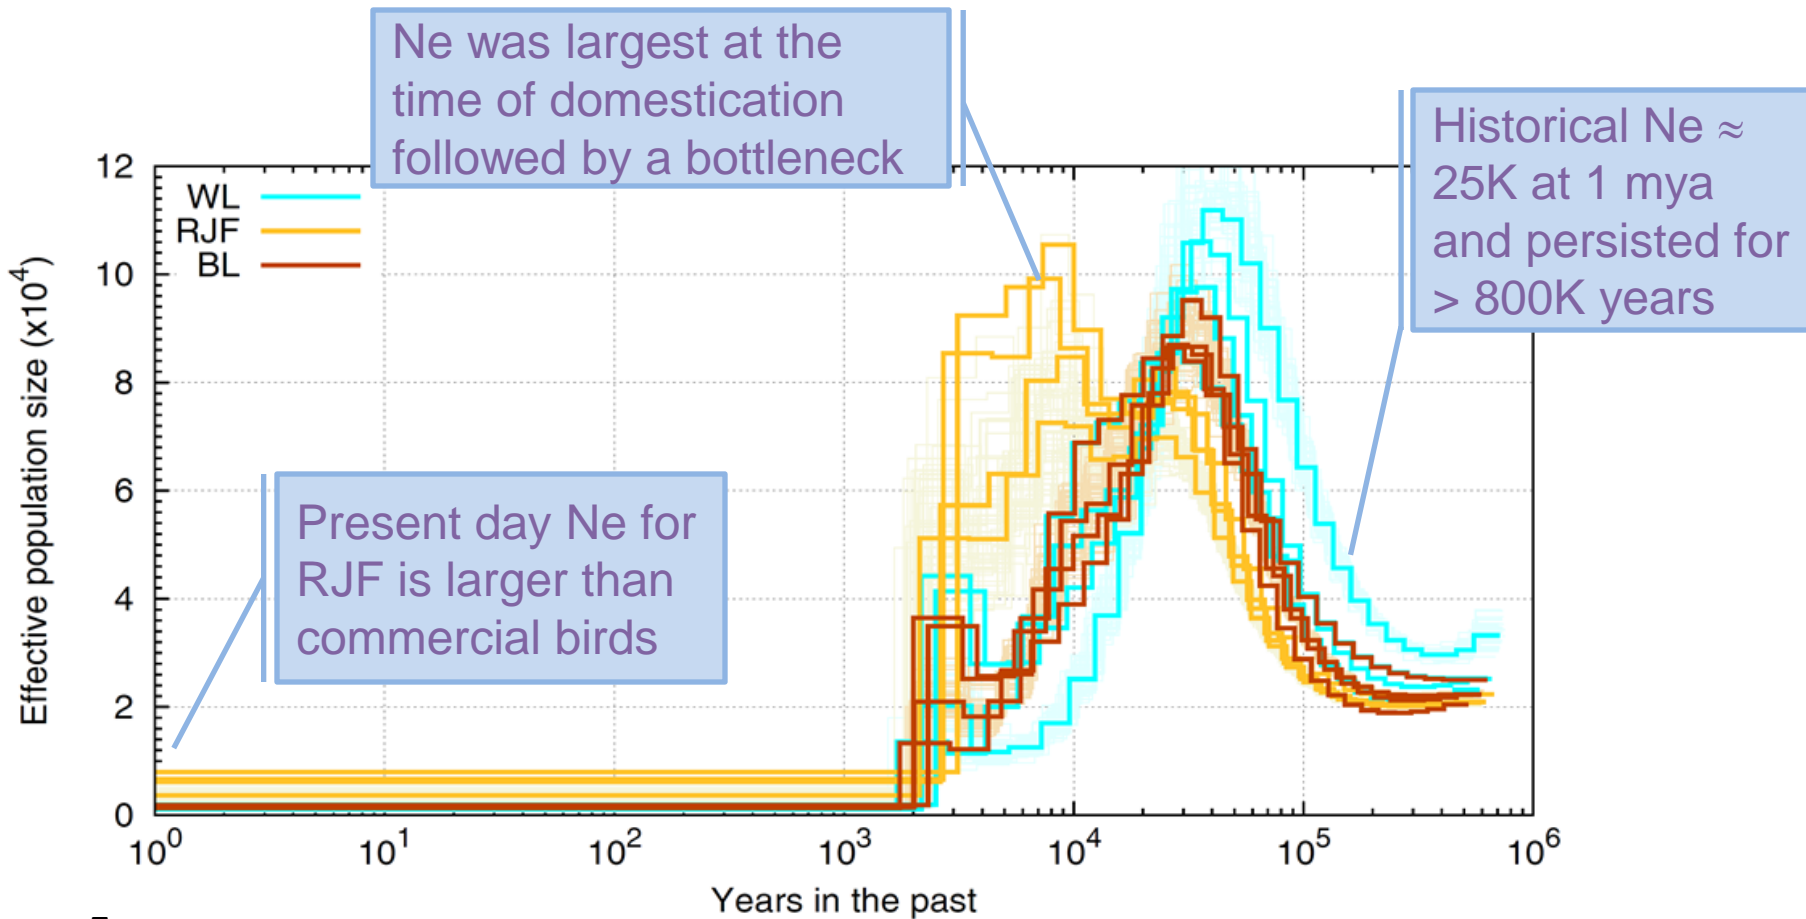 Ne was largest at the
time of domestication
followed by a bottleneck
Historical Ne ≈
25K at 1 mya
and persisted for
> 800K years
Present day Ne for
RJF is larger than
commercial birds
WL
RJF
BL
Effective population size (x10⁴)
12
10
8
6
4
2
0
10⁰ 10¹ 10² 10³ 10⁴ 10⁵ 10⁶
Years in the past